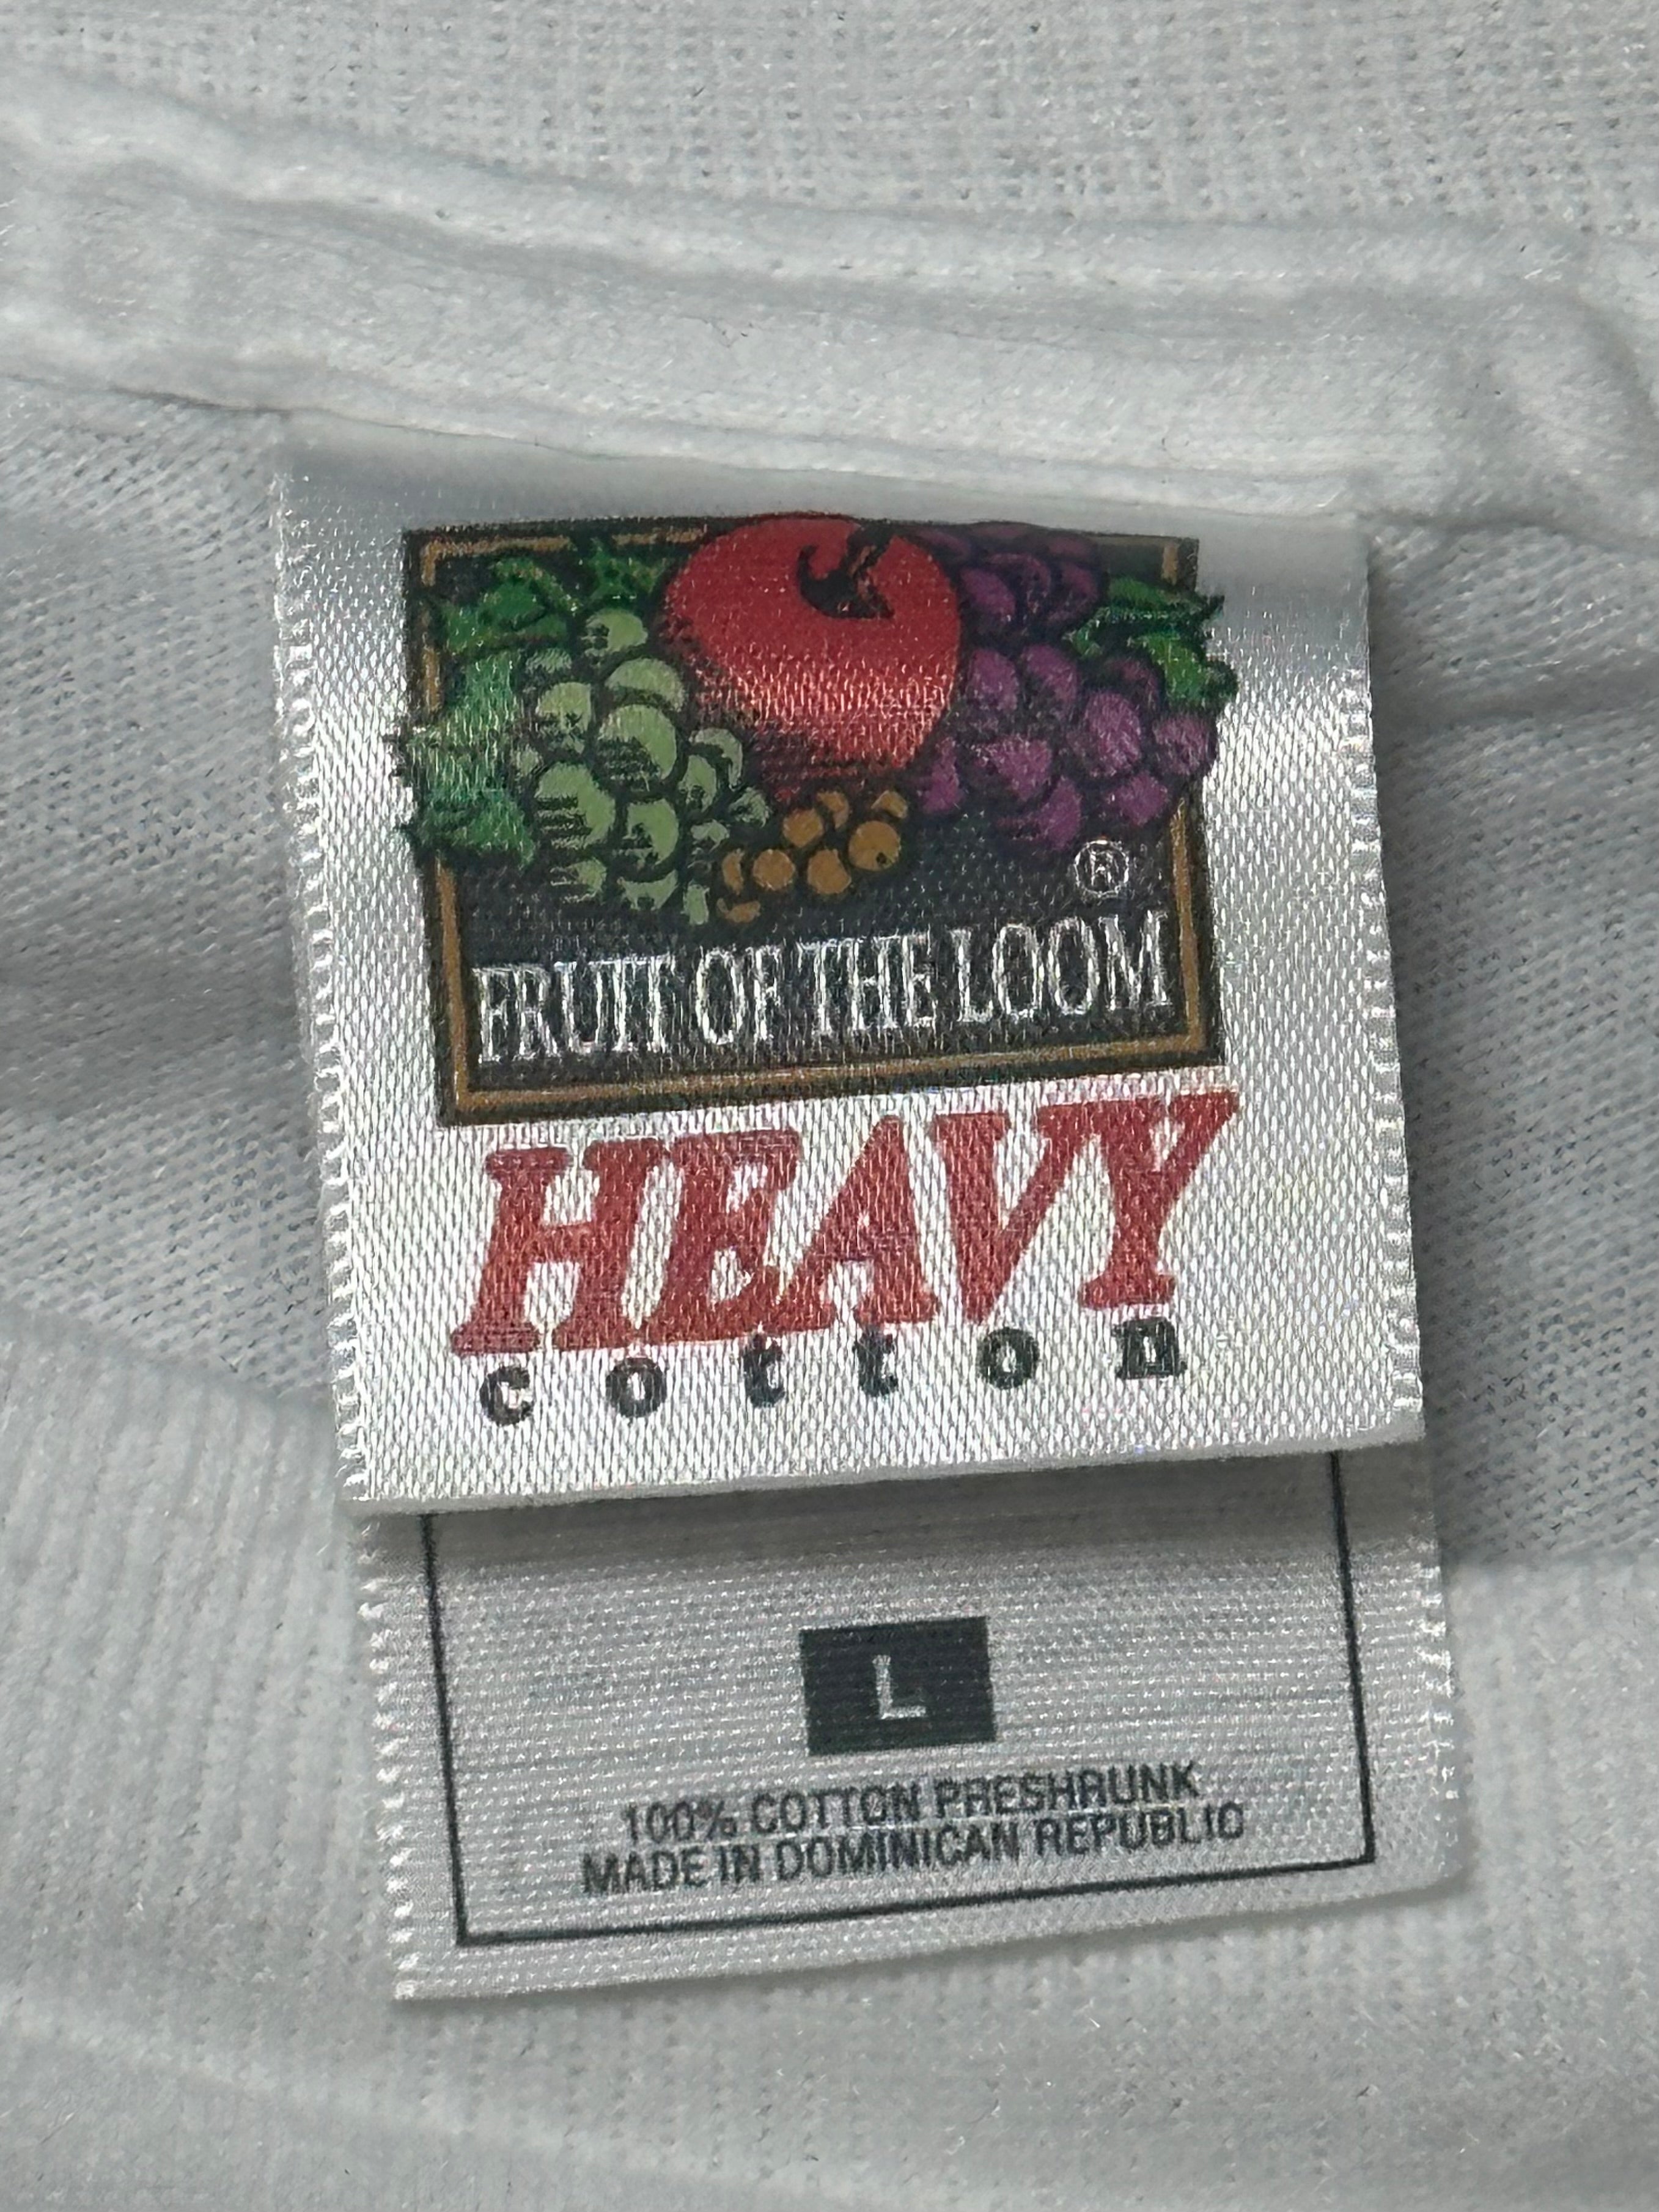 ®
FRUIT OF THE LOOM
HEAVY
cotton
L
100% COTTON PRESHRUNK
MADE IN DOMINICAN REPUBLIC